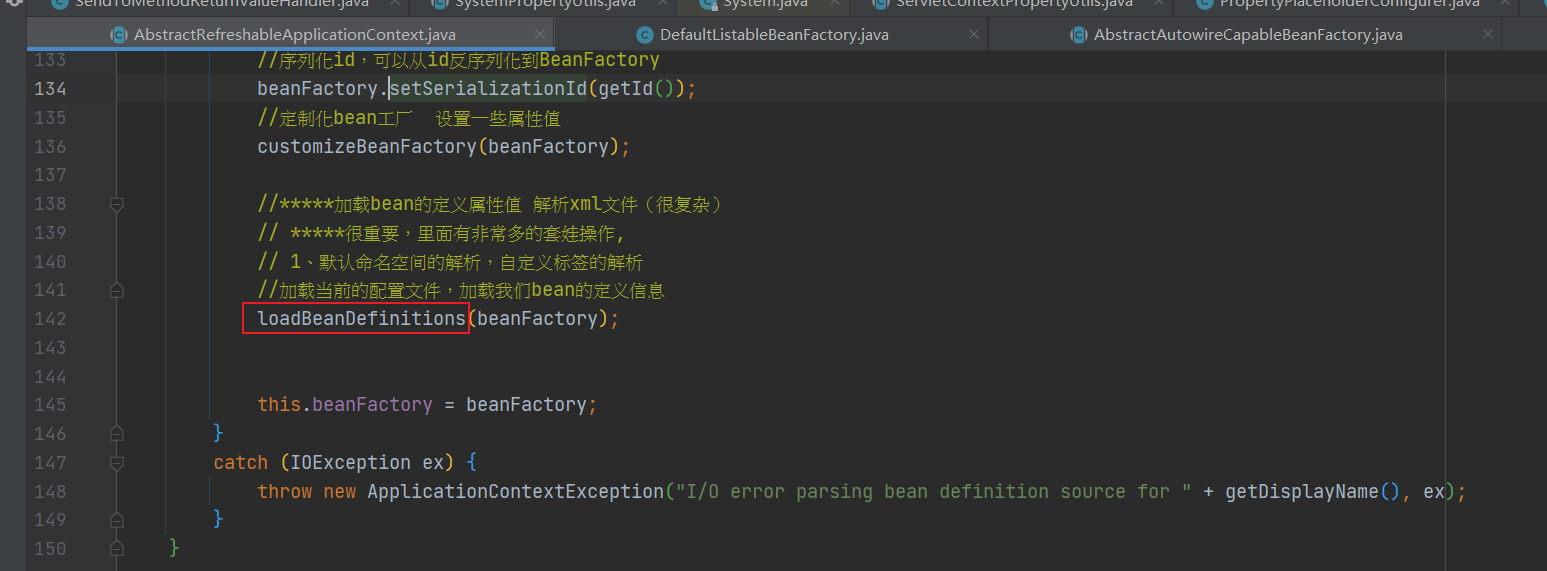 SendToMethodReturnValueHandler.java SystemPropertyUtils.java System.java ServletContextPropertyUtils.java PropertyPlaceholderConfigurer.java
AbstractRefreshableApplicationContext.java DefaultListableBeanFactory.java AbstractAutowireCapableBeanFactory.java
133 //序列化id，可以从id反序列化到BeanFactory
134 beanFactory.setSerializationId(getId());
135 //定制化bean工厂 设置一些属性值
136 customizeBeanFactory(beanFactory);
137
138 //*****加载bean的定义属性值 解析xml文件（很复杂）
139 // *****很重要，里面有非常多的套娃操作,
140 // 1、默认命名空间的解析，自定义标签的解析
141 //加载当前的配置文件，加载我们bean的定义信息
142 loadBeanDefinitions(beanFactory);
143
144
145 this.beanFactory = beanFactory;
146 }
147 catch (IOException ex) {
148 throw new ApplicationContextException("I/O error parsing bean definition source for " + getDisplayName(), ex);
149 }
150 }